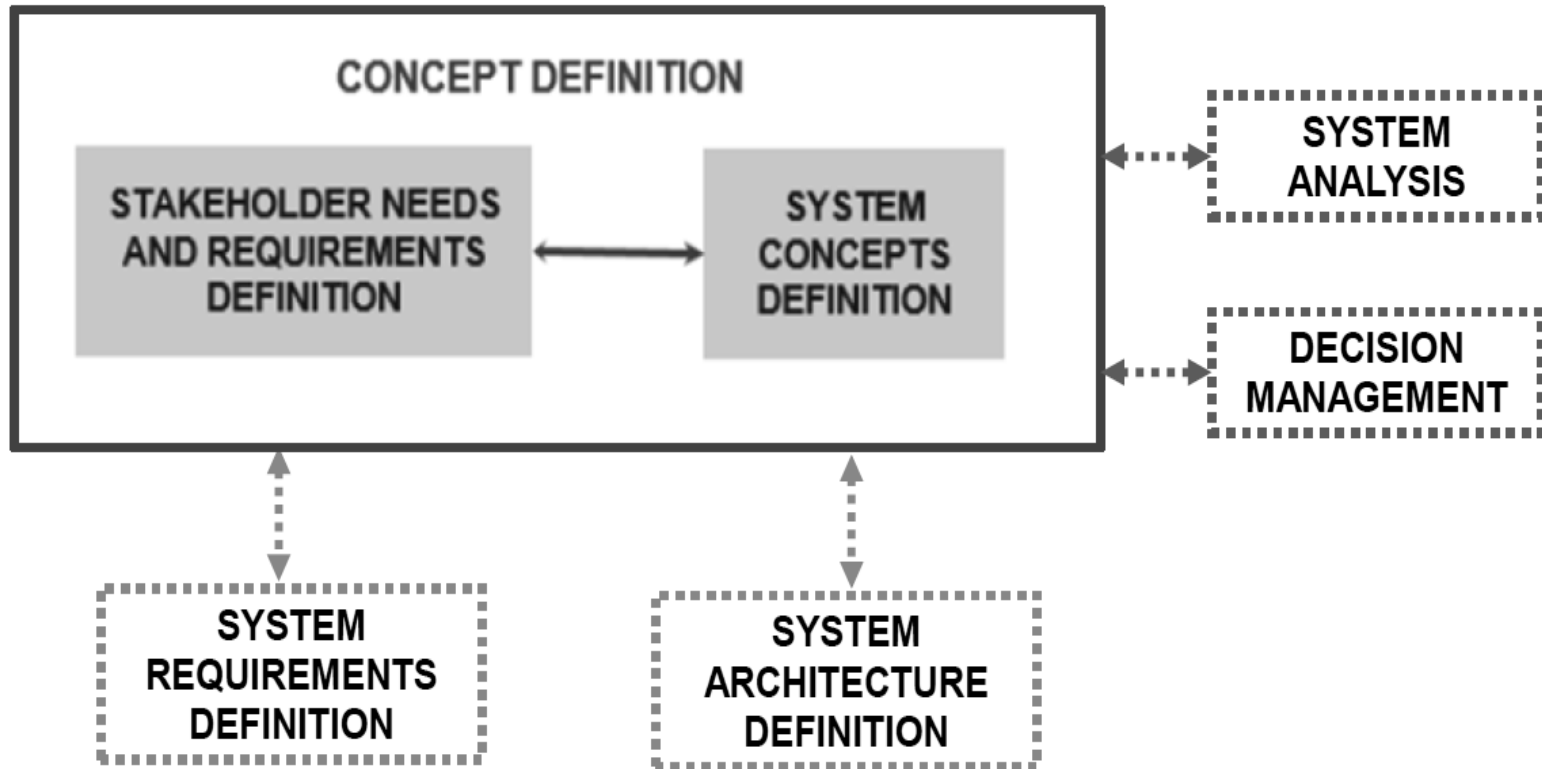 CONCEPT DEFINITION
STAKEHOLDER NEEDS
AND REQUIREMENTS
DEFINITION
SYSTEM
CONCEPTS
DEFINITION
SYSTEM
ANALYSIS
DECISION
MANAGEMENT
SYSTEM
REQUIREMENTS
DEFINITION
SYSTEM
ARCHITECTURE
DEFINITION